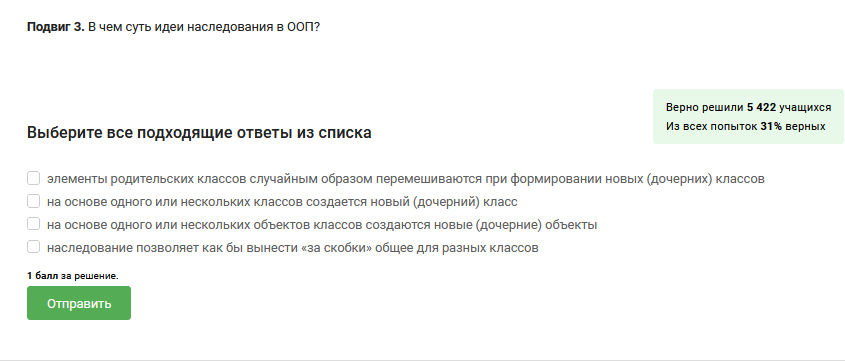 Подвиг 3. В чем суть идеи наследования в ООП?
Верно решили 5 422 учащихся
Из всех попыток 31% верных
Выберите все подходящие ответы из списка
элементы родительских классов случайным образом перемешиваются при формировании новых (дочерних) классов
на основе одного или нескольких классов создается новый (дочерний) класс
на основе одного или нескольких объектов классов создаются новые (дочерние) объекты
наследование позволяет как бы вынести «за скобки» общее для разных классов
1 балл за решение.
Отправить